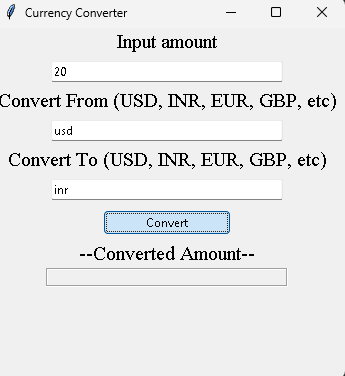 Currency Converter
Input amount
20
Convert From (USD, INR, EUR, GBP, etc)
usd
Convert To (USD, INR, EUR, GBP, etc)
inr
Convert
--Converted Amount--